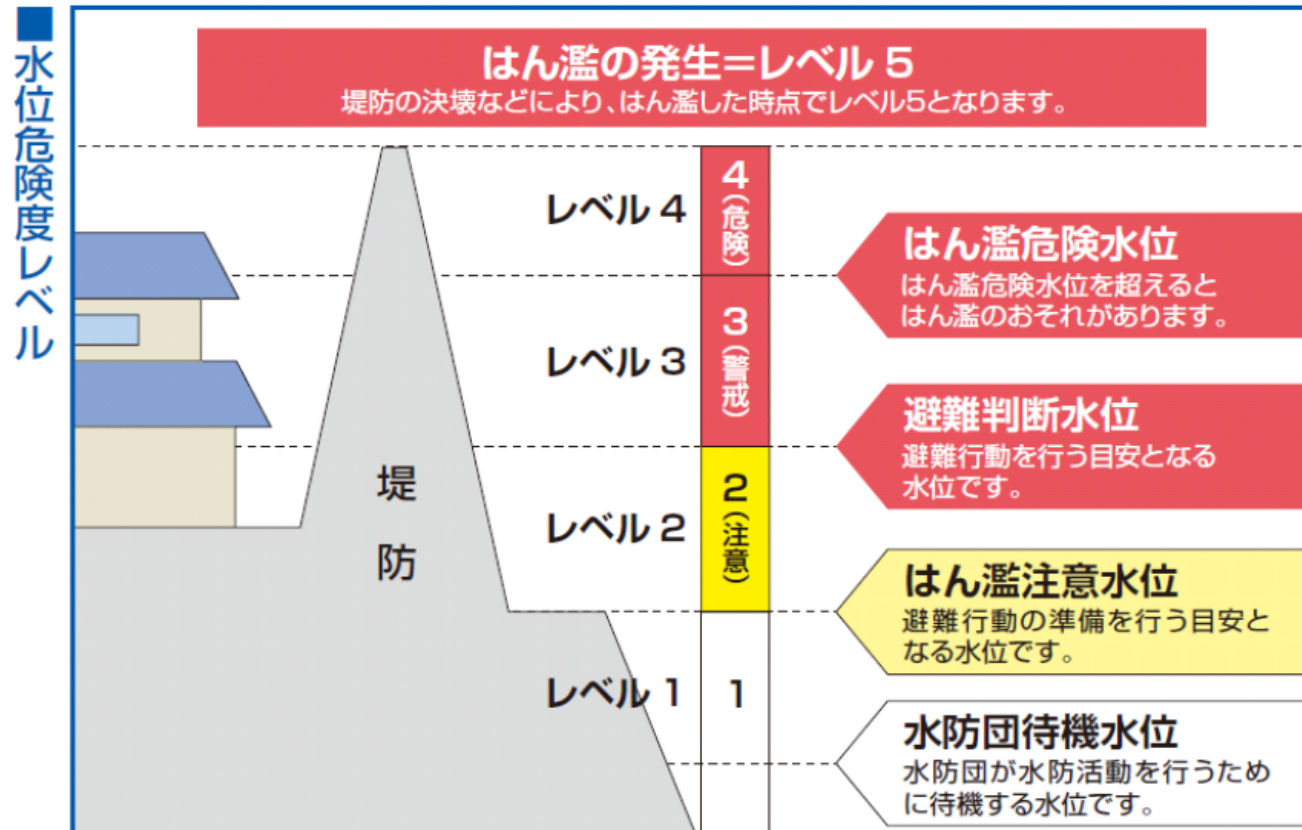 ■水位危険度レベル
はん濫の発生=レベル5
堤防の決壊などにより、はん濫した時点でレベル5となります。
レベル4
4(危険)
はん濫危険水位
はん濫危険水位を超えると
はん濫のおそれがあります。
レベル3
3(警戒)
避難判断水位
避難行動を行う目安となる
水位です。
堤防
レベル2
2(注意)
はん濫注意水位
避難行動の準備を行う目安と
なる水位です。
レベル1
1
水防団待機水位
水防団が水防活動を行うため
に待機する水位です。